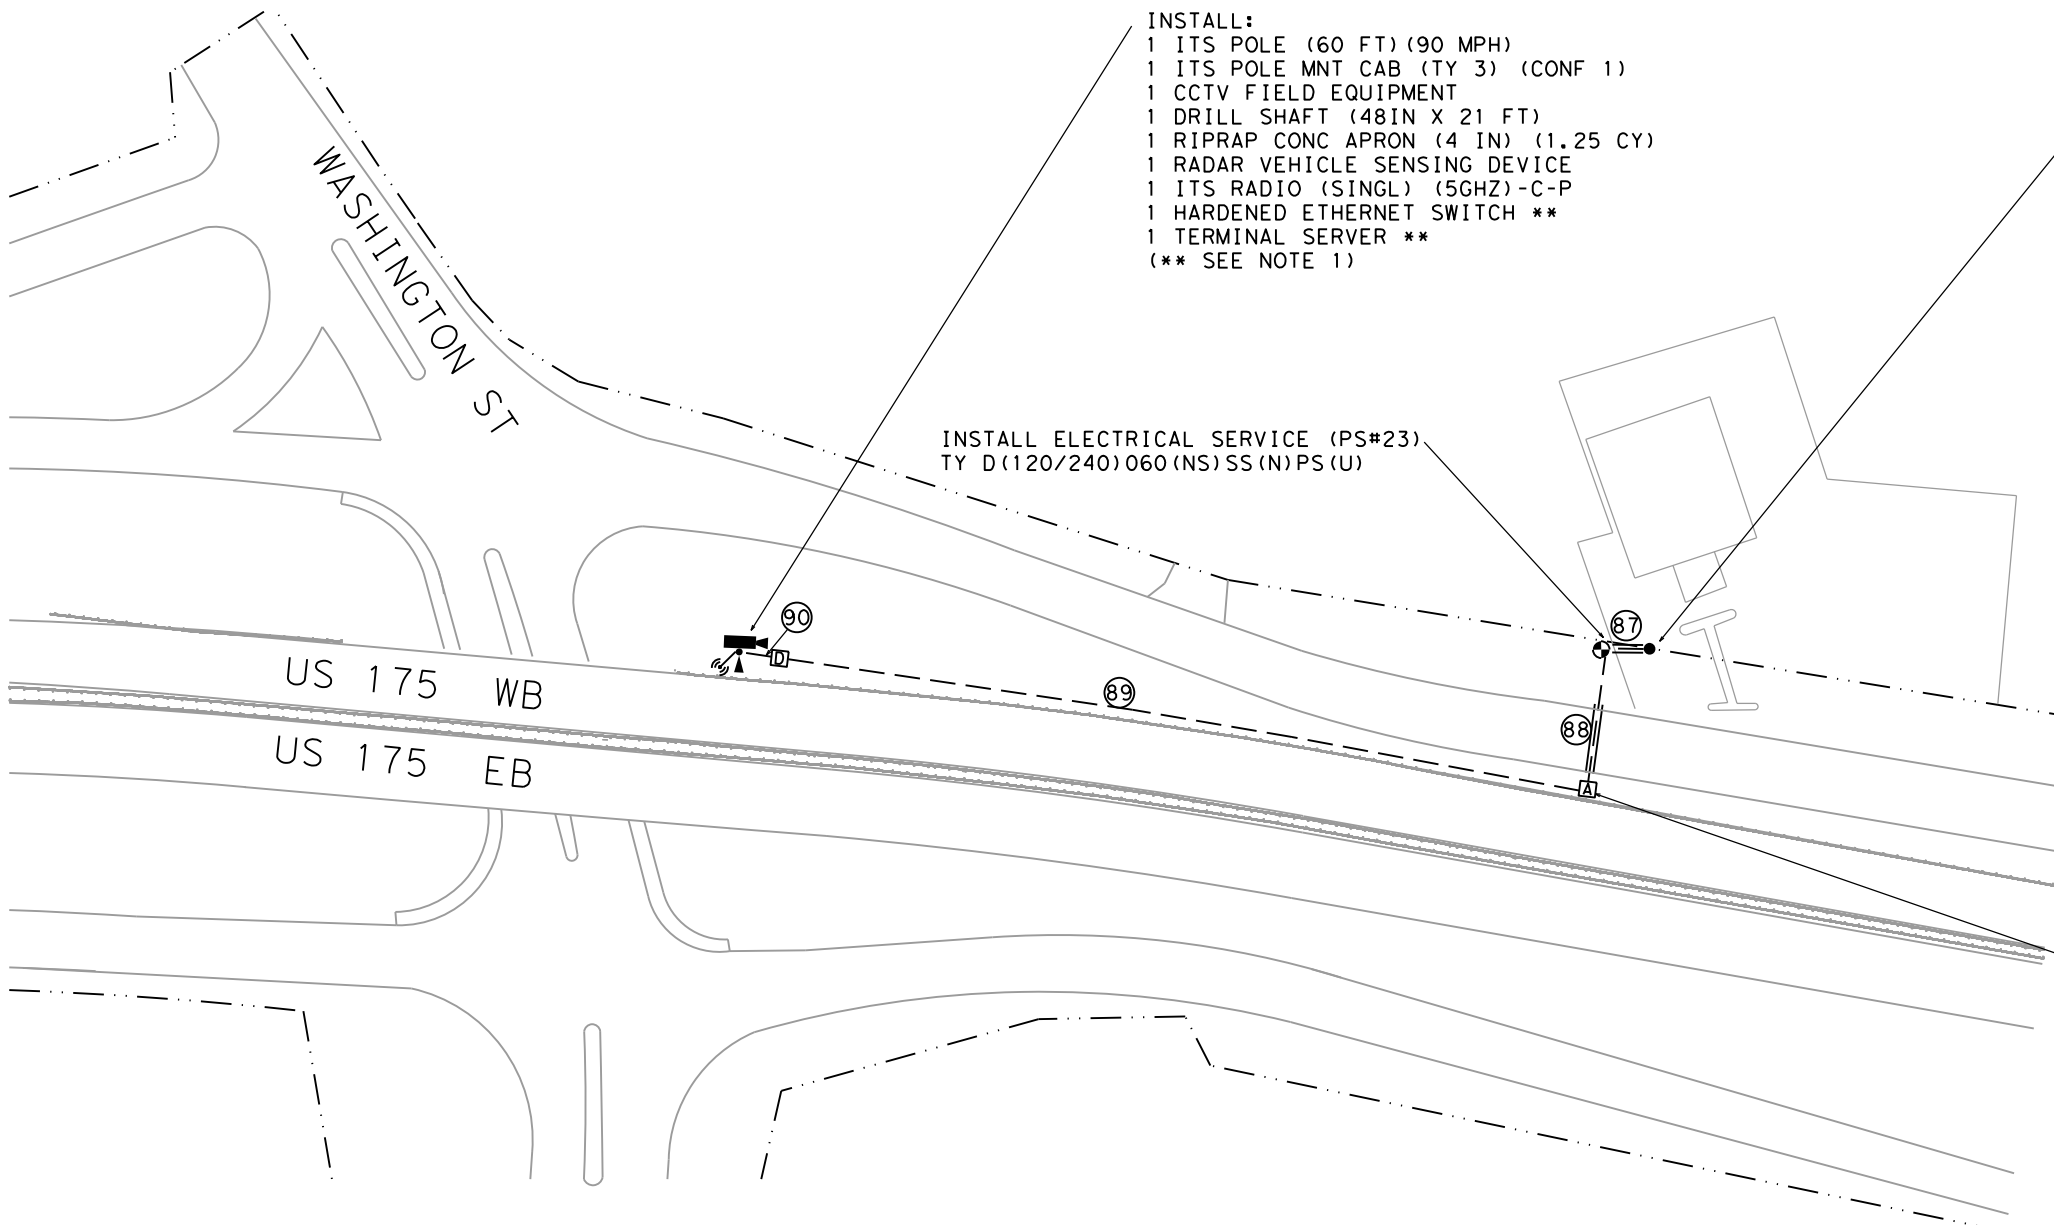 INSTALL:
1 ITS POLE (60 FT)(90 MPH)
1 ITS POLE MNT CAB (TY 3) (CONF 1)
1 CCTV FIELD EQUIPMENT
1 DRILL SHAFT (48IN X 21 FT)
1 RIPRAP CONC APRON (4 IN) (1.25 CY)
1 RADAR VEHICLE SENSING DEVICE
1 ITS RADIO (SINGL) (5GHZ)-C-P
1 HARDENED ETHERNET SWITCH **
1 TERMINAL SERVER **
(** SEE NOTE 1)
WASHINGTON ST
INSTALL ELECTRICAL SERVICE (PS#23)
TY D(120/240)060(NS)SS(N)PS(U)
90
D
87
89
88
A
US 175 WB
US 175 EB